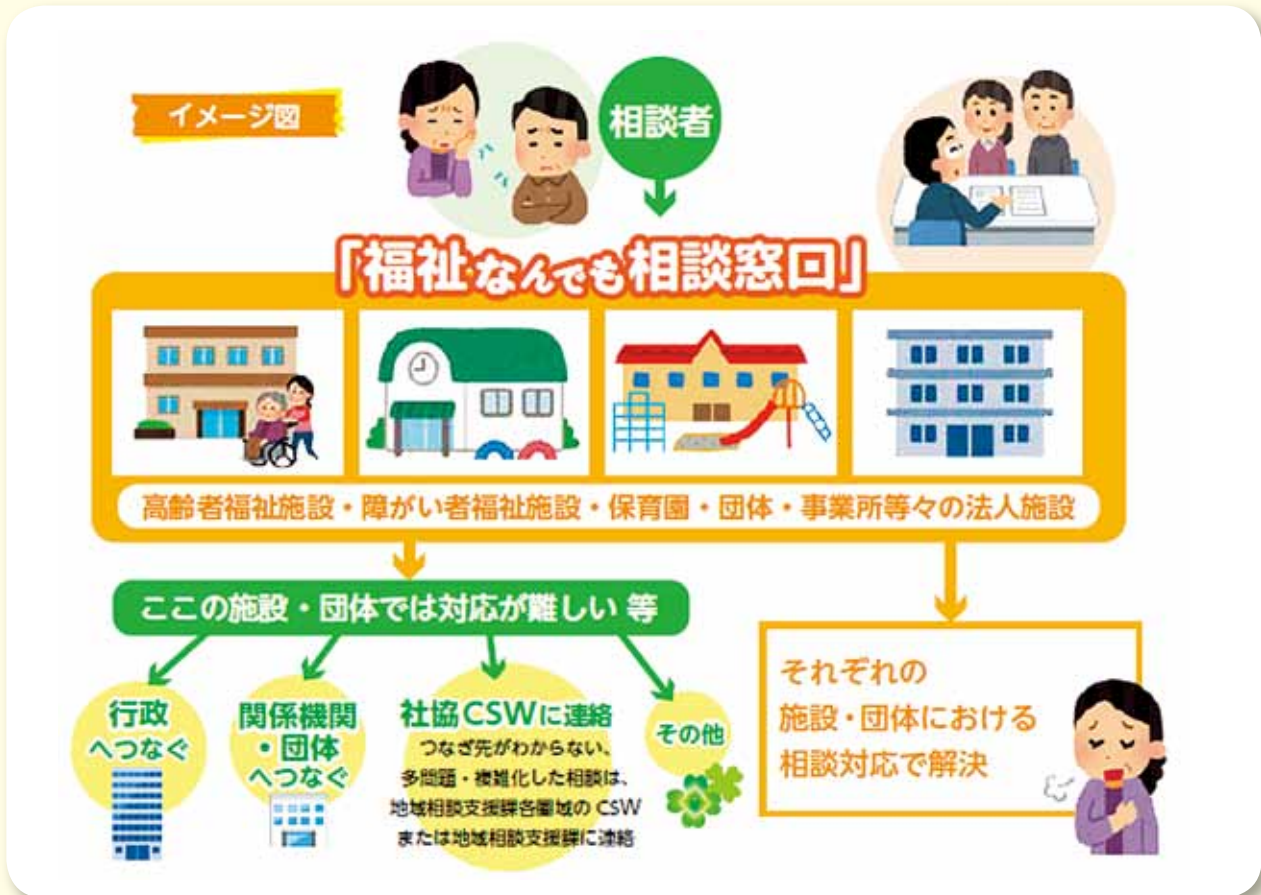 イメージ図
相談者
「福祉なんでも相談窓口」
高齢者福祉施設・障がい者福祉施設・保育園・団体・事業所等々の法人施設
ここの施設・団体では対応が難しい 等
行政
へつなぐ
関係機関
・団体
へつなぐ
社協CSWに連絡
つなぎ先がわからない、
多問題・複雑化した相談は、
地域相談支援課各圏域の CSW
または地域相談支援課に連絡
その他
それぞれの
施設・団体における
相談対応で解決